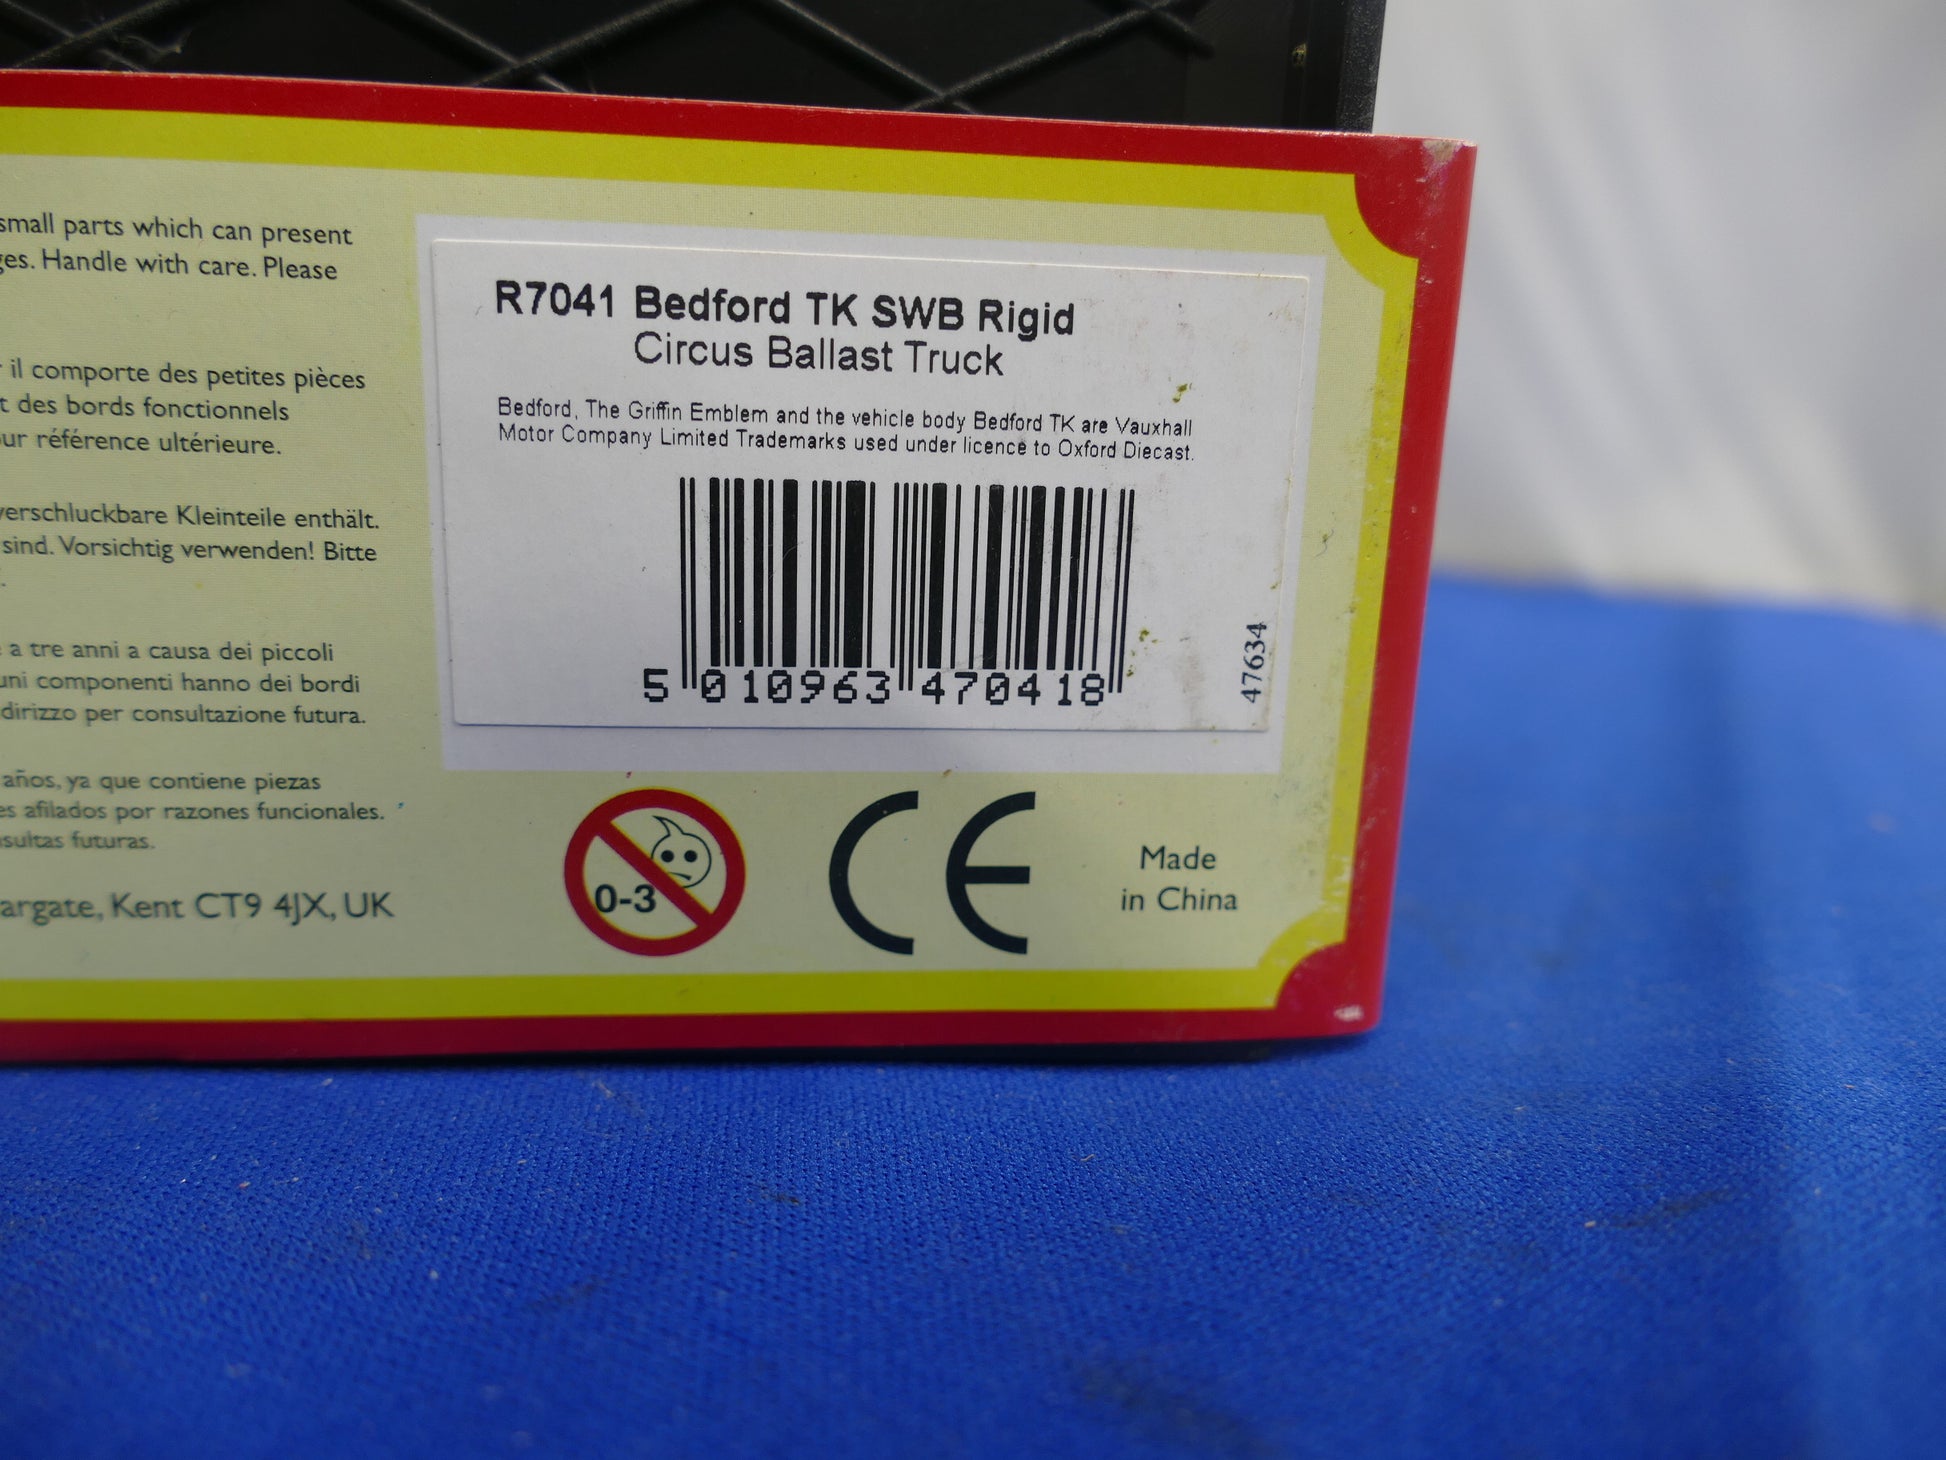 small parts which can present
ges. Handle with care. Please
il comporte des petites pièces
t des bords fonctionnels
ur référence ultérieure.
verschluckbare Kleinteile enthält.
sind. Vorsichtig verwenden! Bitte
a tre anni a causa dei piccoli
uni componenti hanno dei bordi
dirizzo per consultazione futura.
años, ya que contiene piezas
es afilados por razones funcionales.
sultas futuras.
argate, Kent CT9 4JX, UK
R7041 Bedford TK SWB Rigid
Circus Ballast Truck
Bedford, The Griffin Emblem and the vehicle body Bedford TK are Vauxhall
Motor Company Limited Trademarks used under licence to Oxford Diecast.
5 010963 470418
47634
0-3
CE
Made
in China